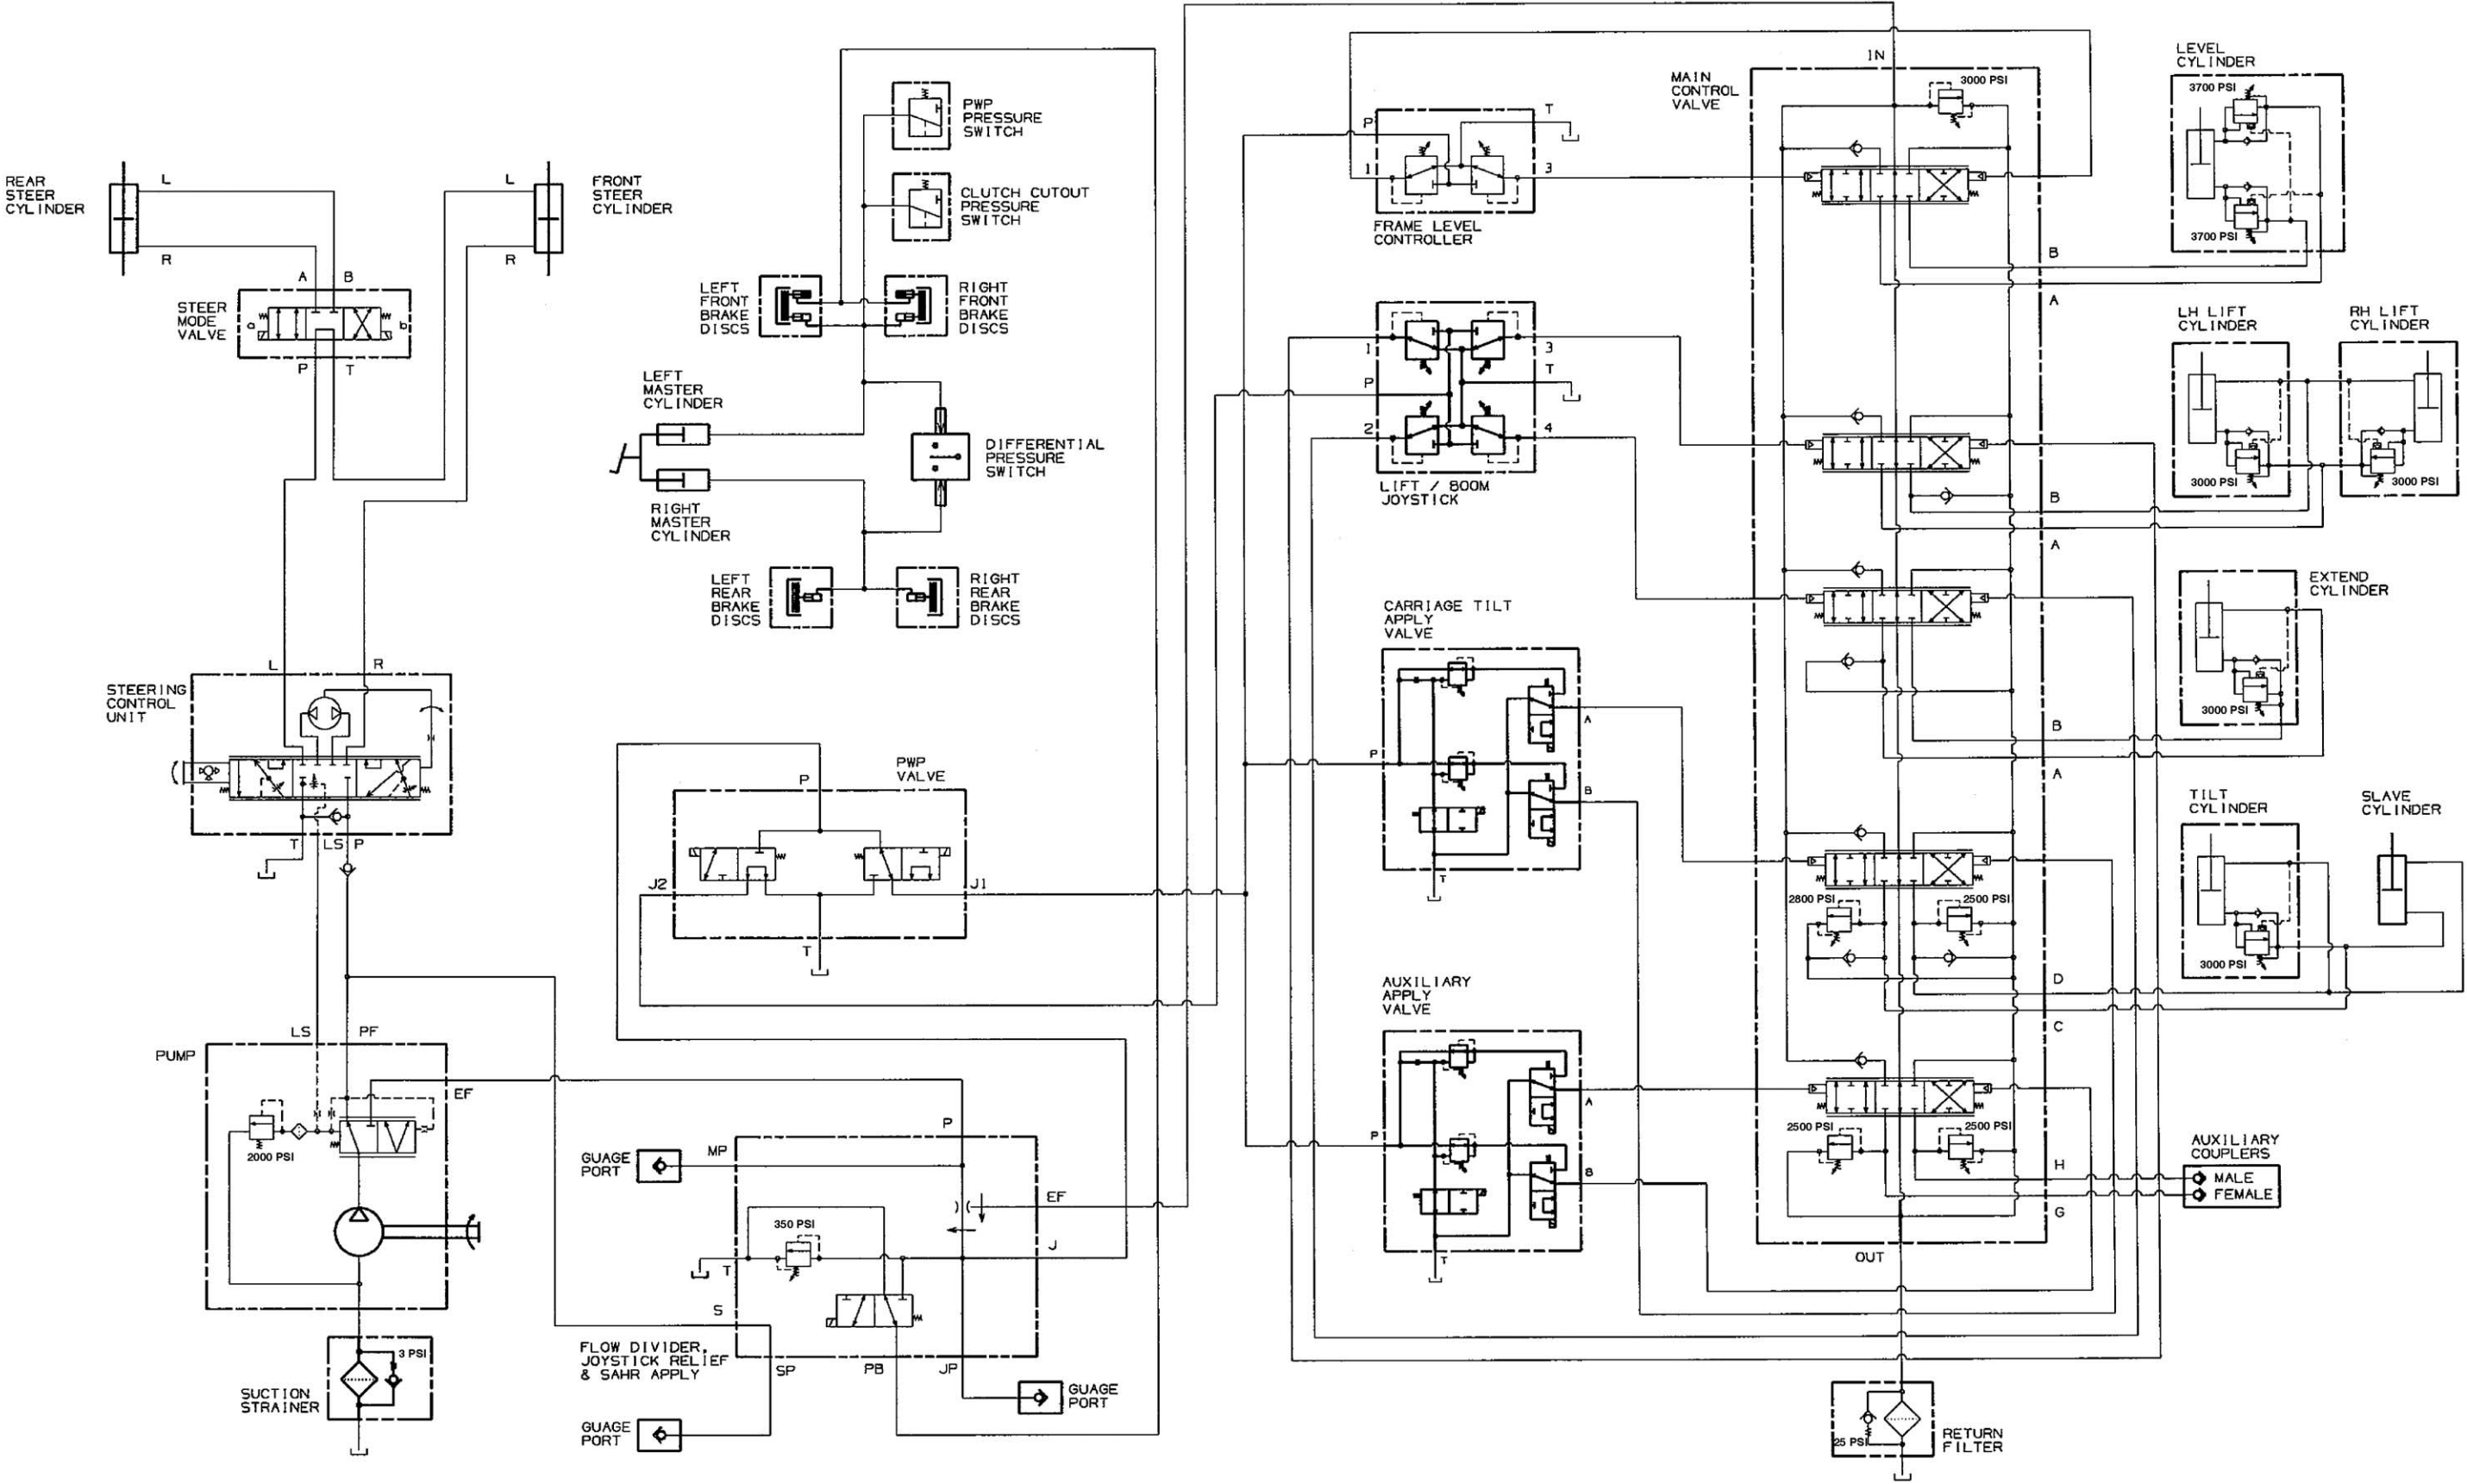 REAR
STEER
CYLINDER
L
R
L
R
FRONT
STEER
CYLINDER
A
B
STEER
MODE
VALVE
a
b
P
T
STEERING
CONTROL
UNIT
L
R
T
LS
P
PUMP
LS
PF
EF
2000 PSI
SUCTION
STRAINER
3 PSI
PWP
PRESSURE
SWITCH
CLUTCH CUTOUT
PRESSURE
SWITCH
LEFT
FRONT
BRAKE
DISCS
RIGHT
FRONT
BRAKE
DISCS
LEFT
MASTER
CYLINDER
DIFFERENTIAL
PRESSURE
SWITCH
RIGHT
MASTER
CYLINDER
LEFT
REAR
BRAKE
DISCS
RIGHT
REAR
BRAKE
DISCS
PWP
VALVE
P
J2
J1
T
GUAGE
PORT
MP
P
EF
350 PSI
J
T
S
FLOW DIVIDER,
JOYSTICK RELIEF
& SAHR APPLY
SP
PB
JP
GUAGE
PORT
GUAGE
PORT
P
T
1
3
FRAME LEVEL
CONTROLLER
1
3
T
P
2
4
LIFT / BOOM
JOYSTICK
CARRIAGE TILT
APPLY
VALVE
A
P
B
T
AUXILIARY
APPLY
VALVE
A
P
B
T
MAIN
CONTROL
VALVE
IN
3000 PSI
B
A
B
A
B
A
2800 PSI
2500 PSI
D
C
2500 PSI
2500 PSI
H
G
OUT
25 PSI
RETURN
FILTER
LEVEL
CYLINDER
3700 PSI
3700 PSI
LH LIFT
CYLINDER
RH LIFT
CYLINDER
3000 PSI
3000 PSI
EXTEND
CYLINDER
3000 PSI
TILT
CYLINDER
SLAVE
CYLINDER
3000 PSI
AUXILIARY
COUPLERS
MALE
FEMALE